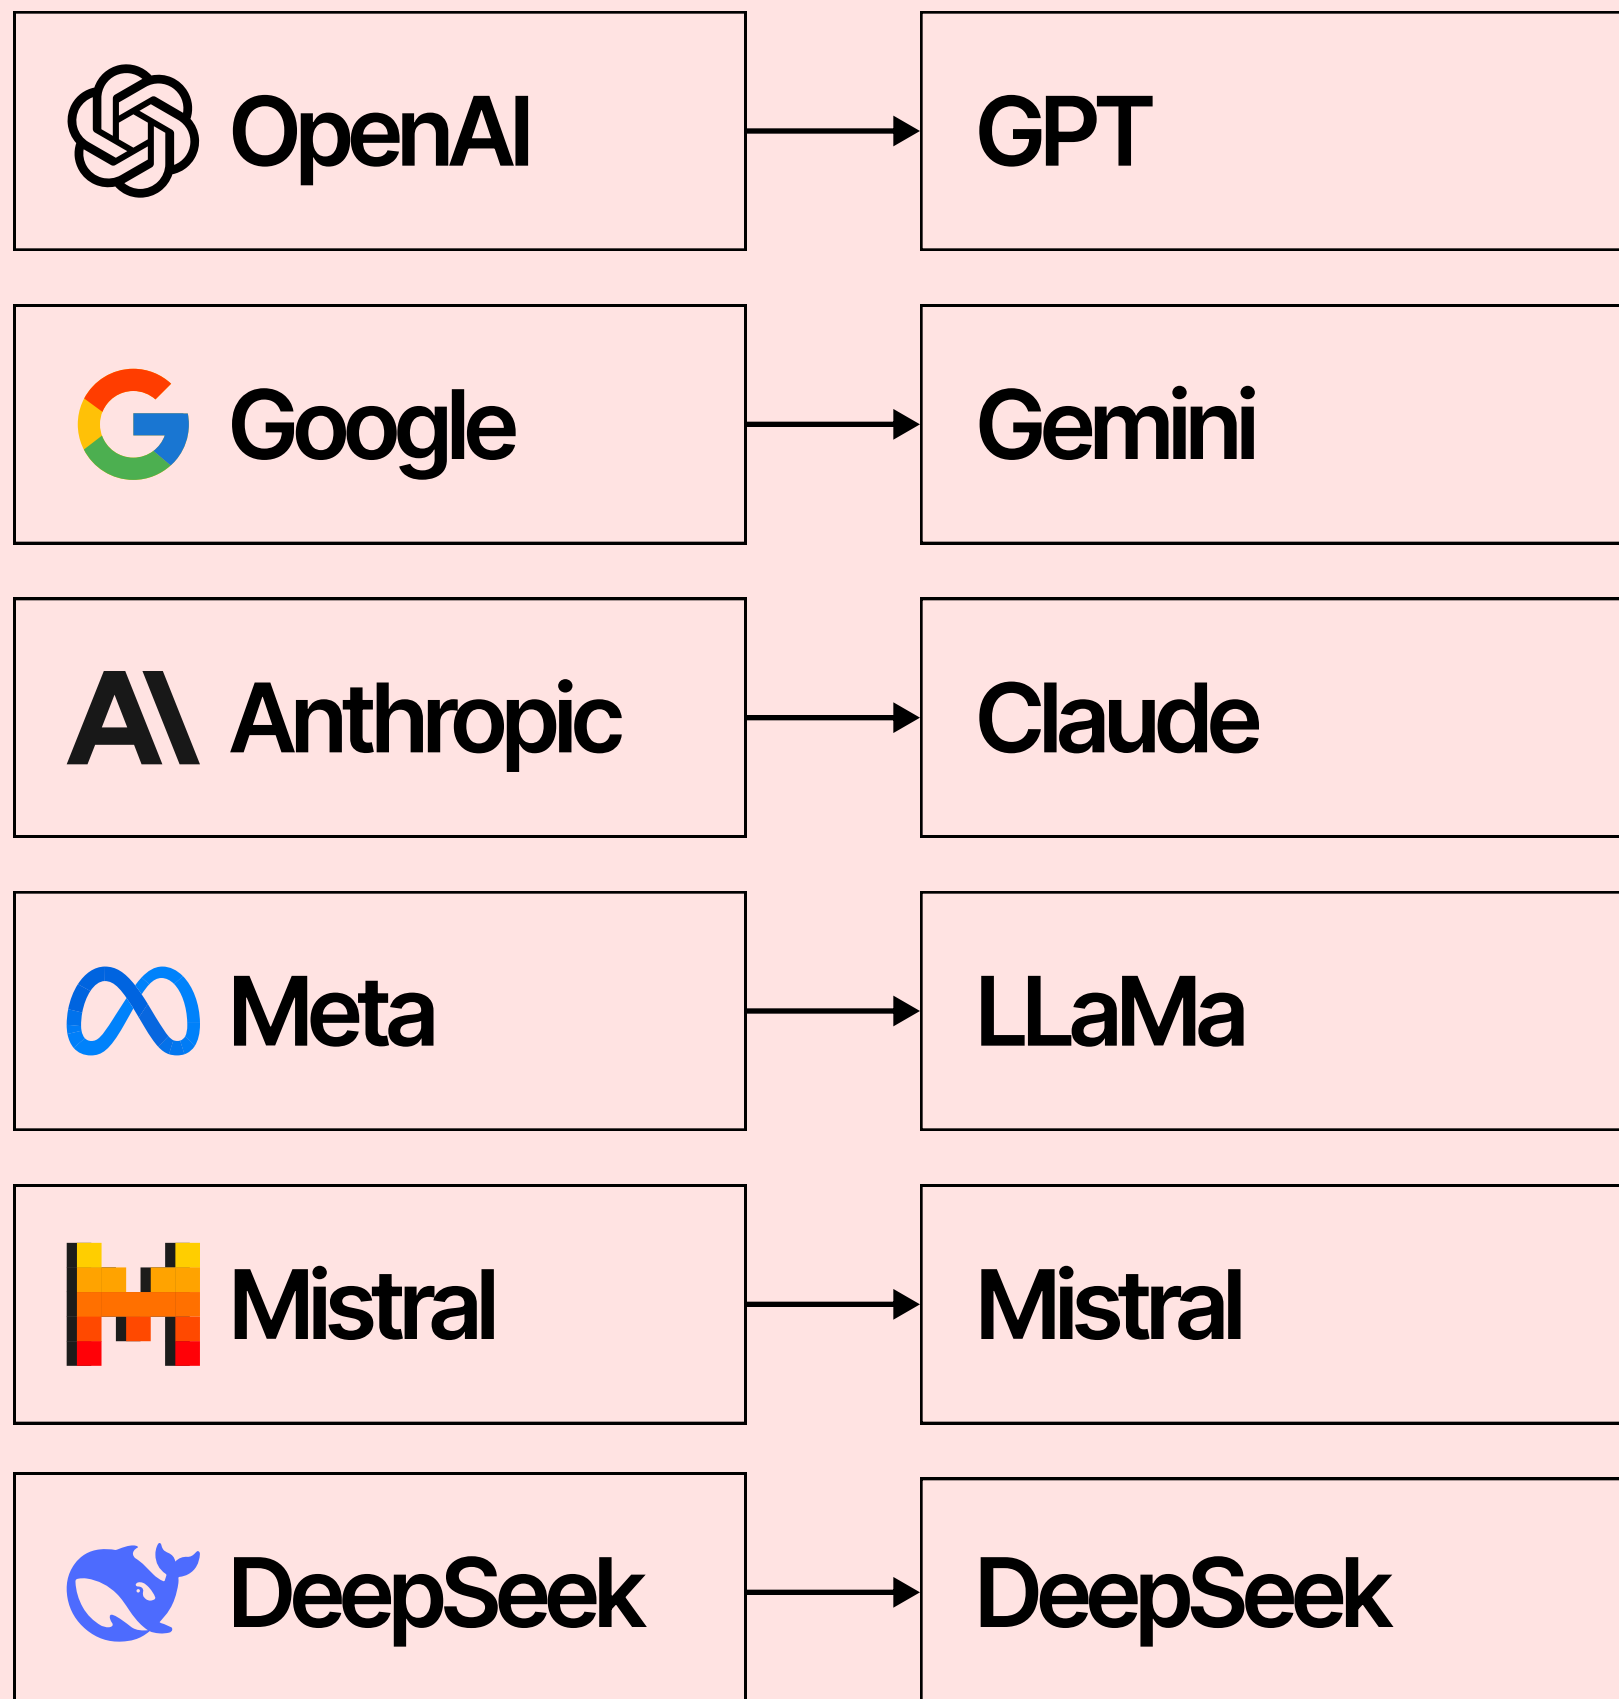 OpenAI
GPT
Google
Gemini
Anthropic
Claude
Meta
LLaMa
Mistral
Mistral
DeepSeek
DeepSeek